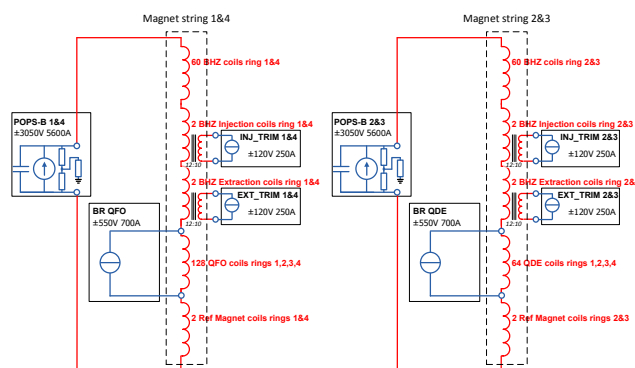 Magnet string 1&4
60 BHZ coils ring 1&4
POPS-B 1&4
±3050V 5600A
2 BHZ Injection coils ring 1&4
INJ_TRIM 1&4
±120V 250A
12:10
2 BHZ Extraction coils ring 1&4
EXT_TRIM 1&4
±120V 250A
12:10
BR QFO
±550V 700A
128 QFO coils rings 1,2,3,4
2 Ref Magnet coils rings 1&4
Magnet string 2&3
60 BHZ coils ring 2&3
POPS-B 2&3
±3050V 5600A
2 BHZ Injection coils ring 2&3
INJ_TRIM 2&3
±120V 250A
12:10
2 BHZ Extraction coils ring 2&
EXT_TRIM 2&3
±120V 250A
12:10
BR QDE
±550V 700A
64 QDE coils rings 1,2,3,4
2 Ref Magnet coils rings 2&3